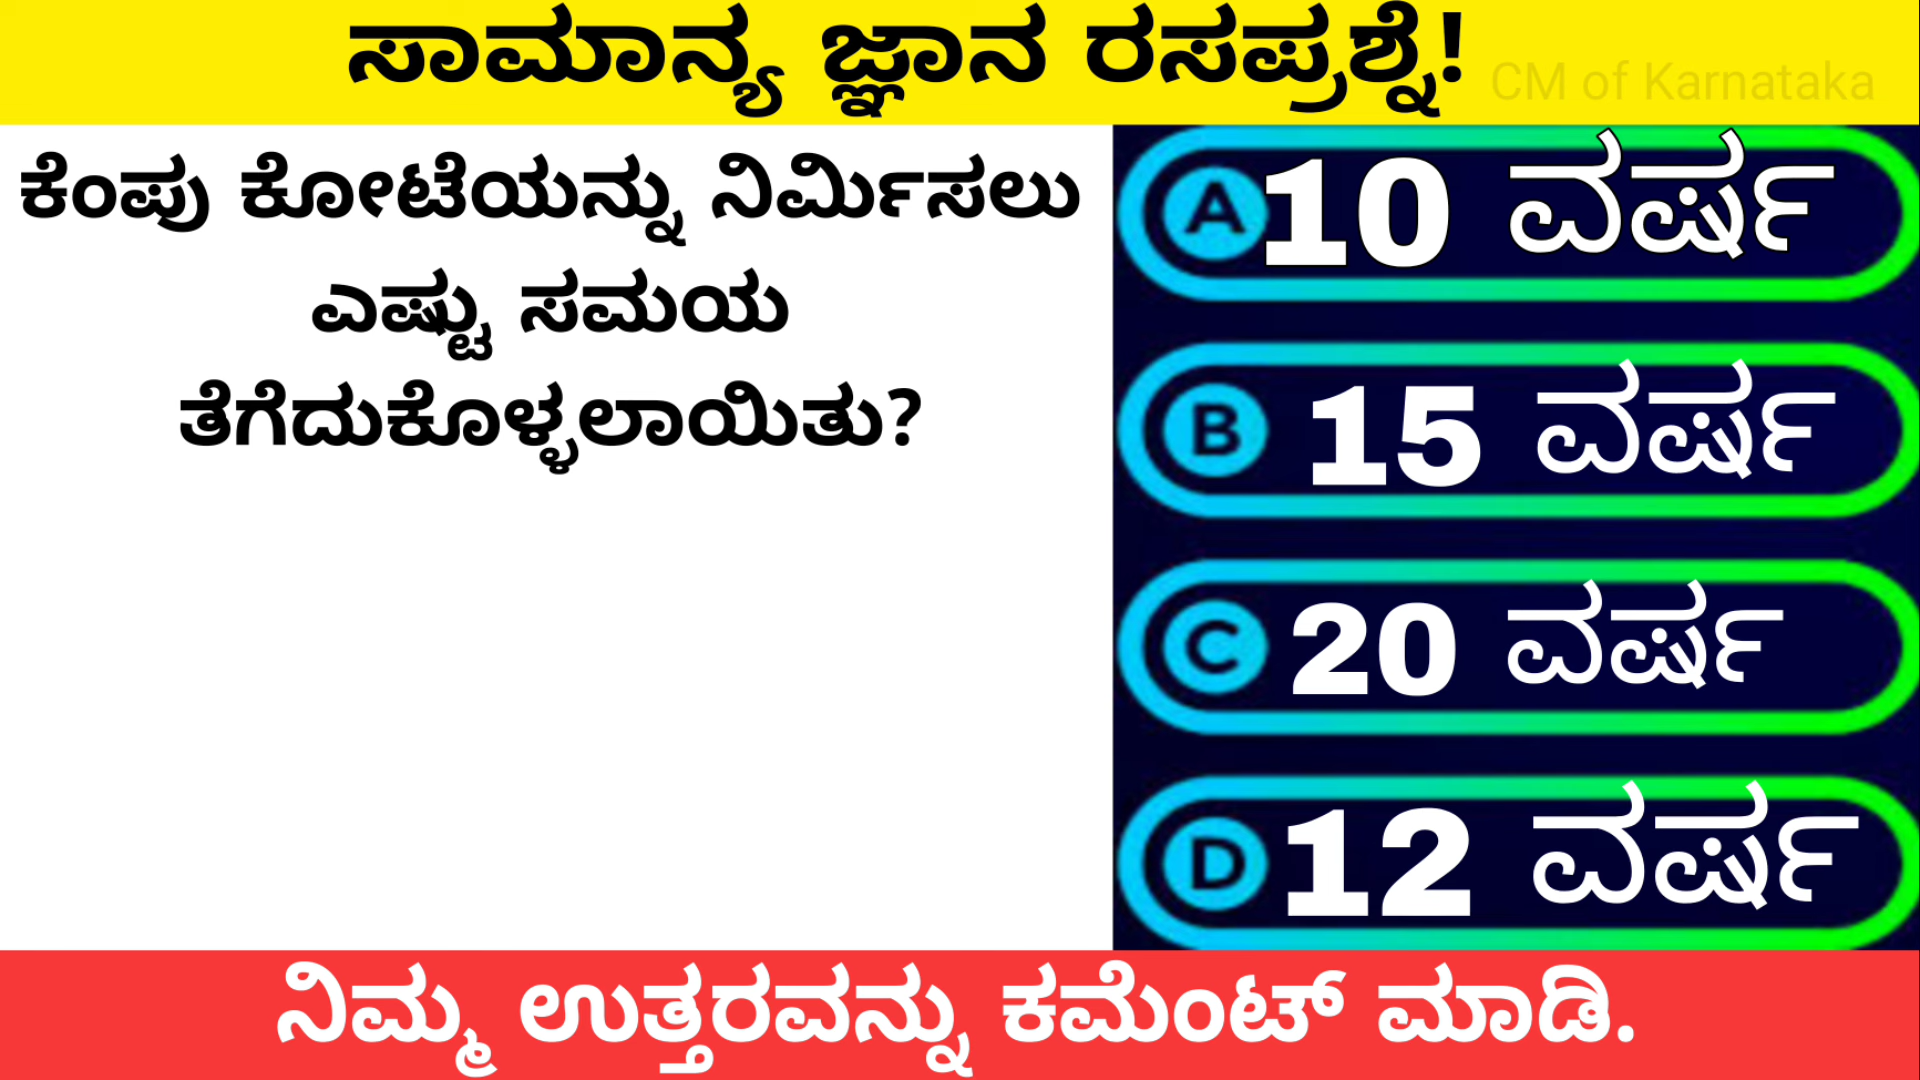 ಸಾಮಾನ್ಯ ಜ್ಞಾನ ರಸಪ್ರಶ್ನೆ!
CM of Karnataka
ಕೆಂಪು ಕೋಟೆಯನ್ನು ನಿರ್ಮಿಸಲು
ಎಷ್ಟು ಸಮಯ
ತೆಗೆದುಕೊಳ್ಳಲಾಯಿತು?
A 10 ವರ್ಷ
B 15 ವರ್ಷ
C 20 ವರ್ಷ
D 12 ವರ್ಷ
ನಿಮ್ಮ ಉತ್ತರವನ್ನು ಕಮೆಂಟ್ ಮಾಡಿ.